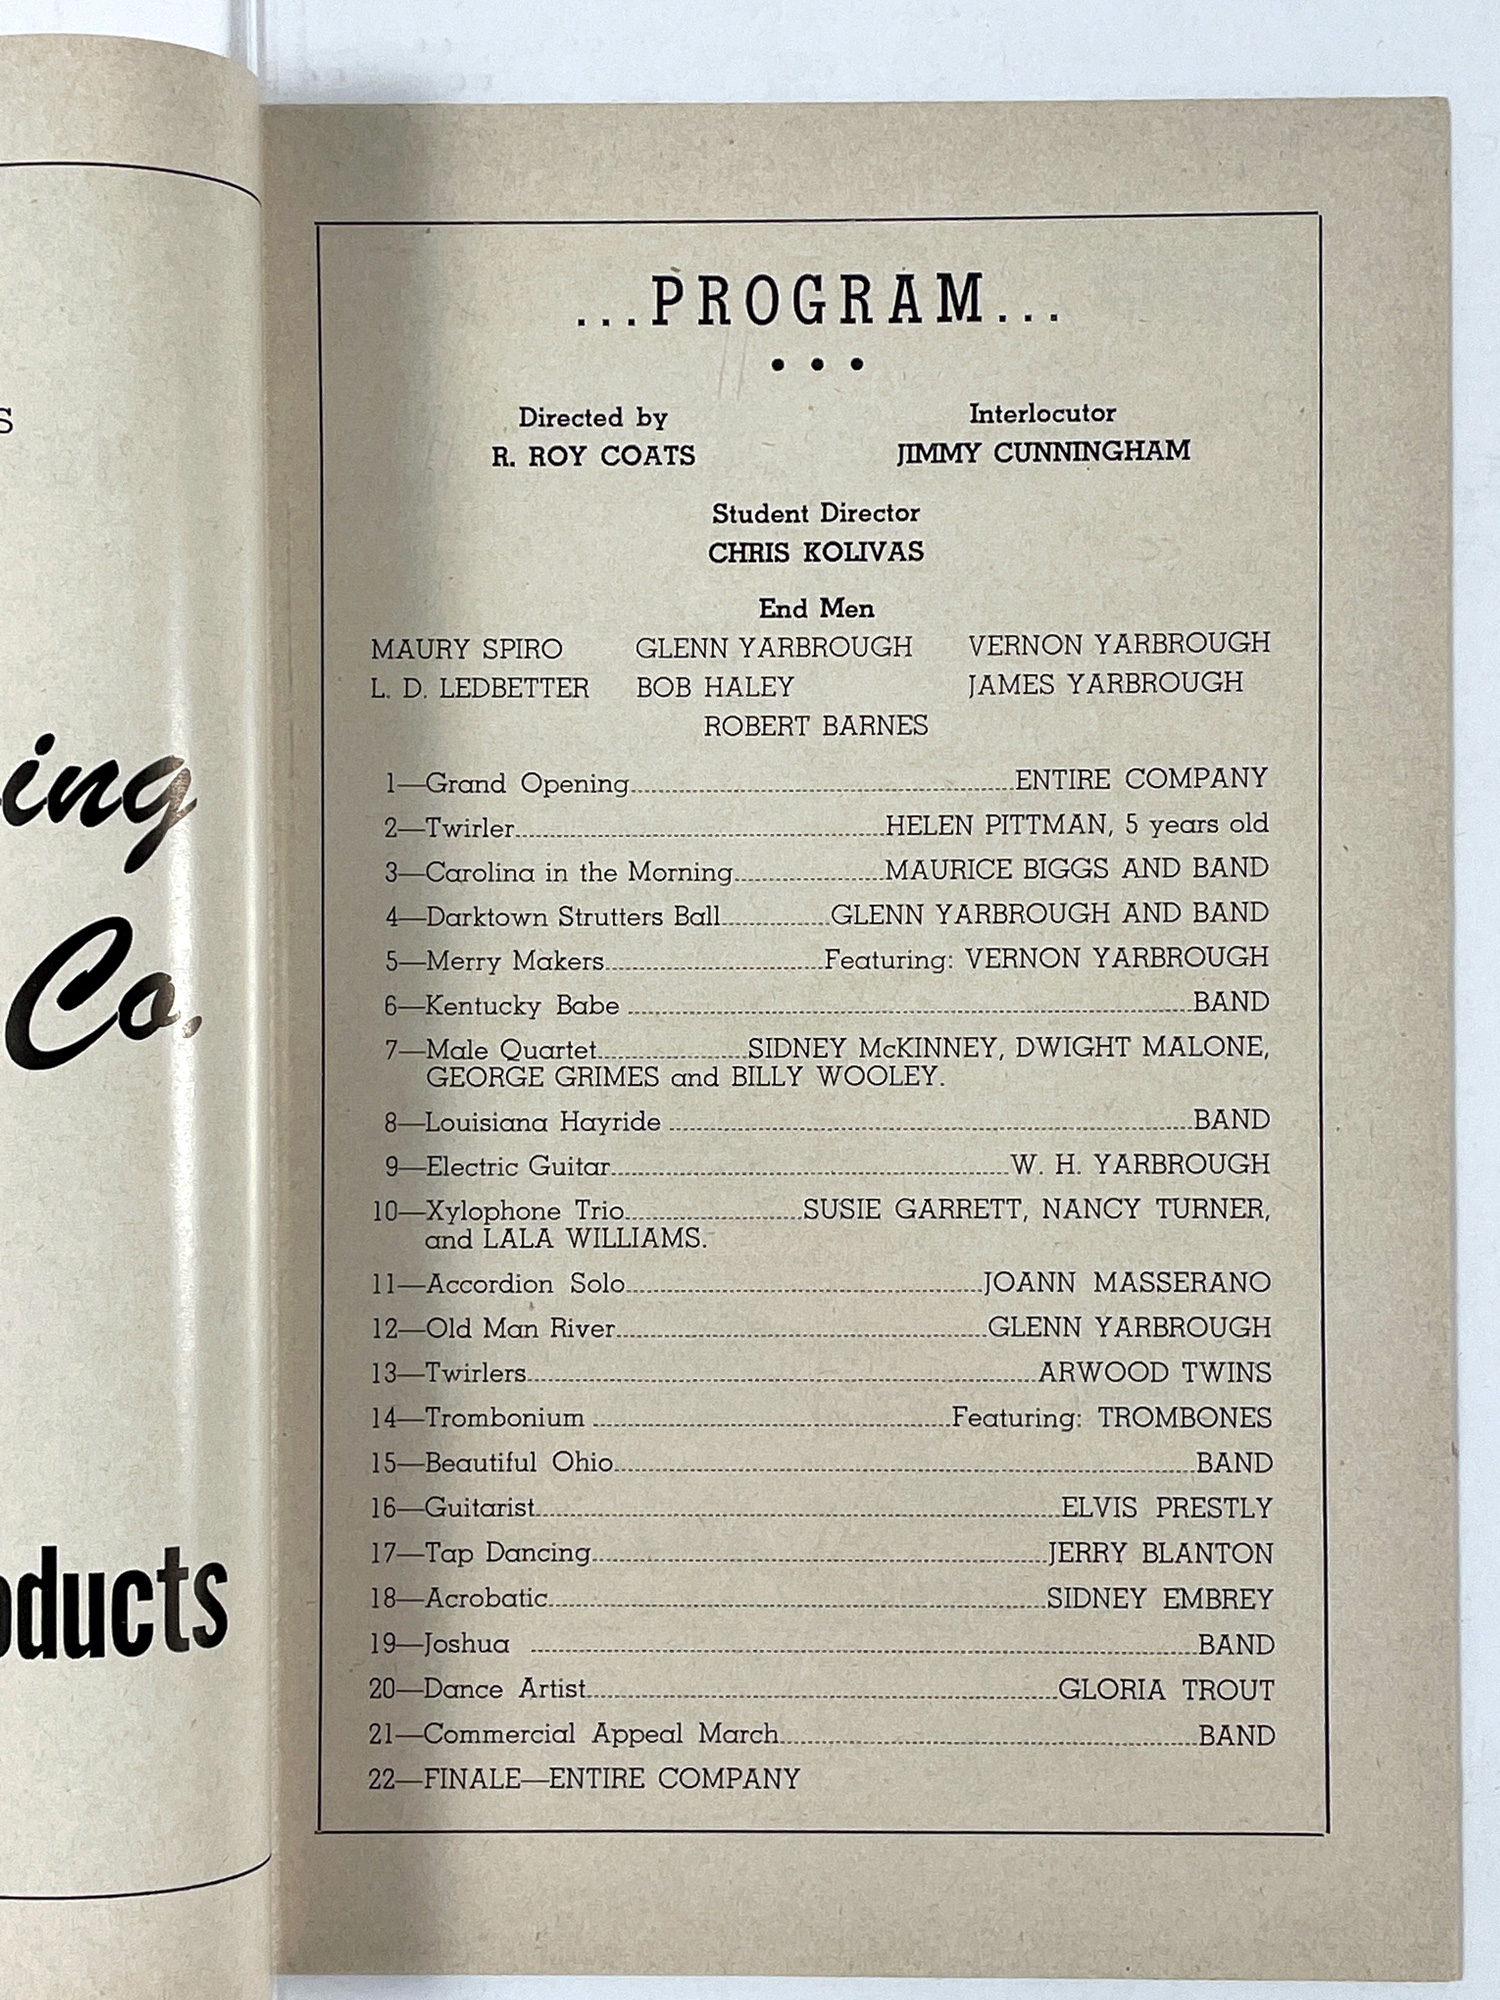 s
ing
Co.
oducts
...PROGRAM...
• • •
Directed by
R. ROY COATS
Interlocutor
JIMMY CUNNINGHAM
Student Director
CHRIS KOLIVAS
End Men
MAURY SPIRO GLENN YARBROUGH VERNON YARBROUGH
L. D. LEDBETTER BOB HALEY JAMES YARBROUGH
ROBERT BARNES
1—Grand Opening ENTIRE COMPANY
2—Twirler HELEN PITTMAN, 5 years old
3—Carolina in the Morning MAURICE BIGGS AND BAND
4—Darktown Strutters Ball GLENN YARBROUGH AND BAND
5—Merry Makers Featuring: VERNON YARBROUGH
6—Kentucky Babe BAND
7—Male Quartet SIDNEY McKINNEY, DWIGHT MALONE,
GEORGE GRIMES and BILLY WOOLEY.
8—Louisiana Hayride BAND
9—Electric Guitar W. H. YARBROUGH
10—Xylophone Trio SUSIE GARRETT, NANCY TURNER,
and LALA WILLIAMS.
11—Accordion Solo JOANN MASSERANO
12—Old Man River GLENN YARBROUGH
13—Twirlers ARWOOD TWINS
14—Trombonium Featuring: TROMBONES
15—Beautiful Ohio BAND
16—Guitarist ELVIS PRESTLY
17—Tap Dancing JERRY BLANTON
18—Acrobatic SIDNEY EMBREY
19—Joshua BAND
20—Dance Artist GLORIA TROUT
21—Commercial Appeal March BAND
22—FINALE—ENTIRE COMPANY